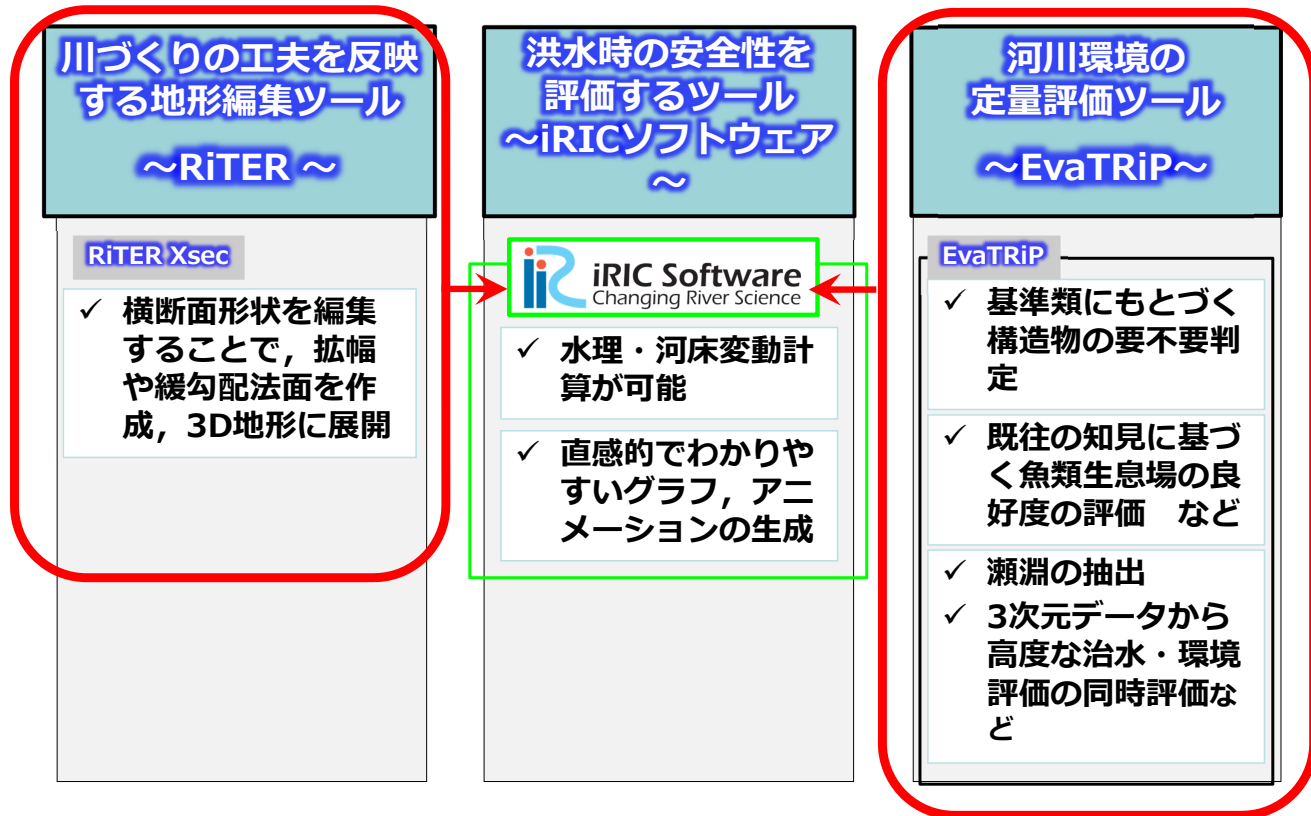 川づくりの工夫を反映
する地形編集ツール
～RiTER ～
RiTER Xsec
✓ 横断面形状を編集
することで，拡幅
や緩勾配法面を作
成，3D地形に展開
洪水時の安全性を
評価するツール
～iRICソフトウェア
～
iRIC Software
Changing River Science
✓ 水理・河床変動計
算が可能
✓ 直感的でわかりや
すいグラフ，アニ
メーションの生成
河川環境の
定量評価ツール
～EvaTRiP～
EvaTRiP
✓ 基準類にもとづく
構造物の要不要判
定
✓ 既往の知見に基づ
く魚類生息場の良
好度の評価　など
✓ 瀬淵の抽出
✓ 3次元データから
高度な治水・環境
評価の同時評価な
ど